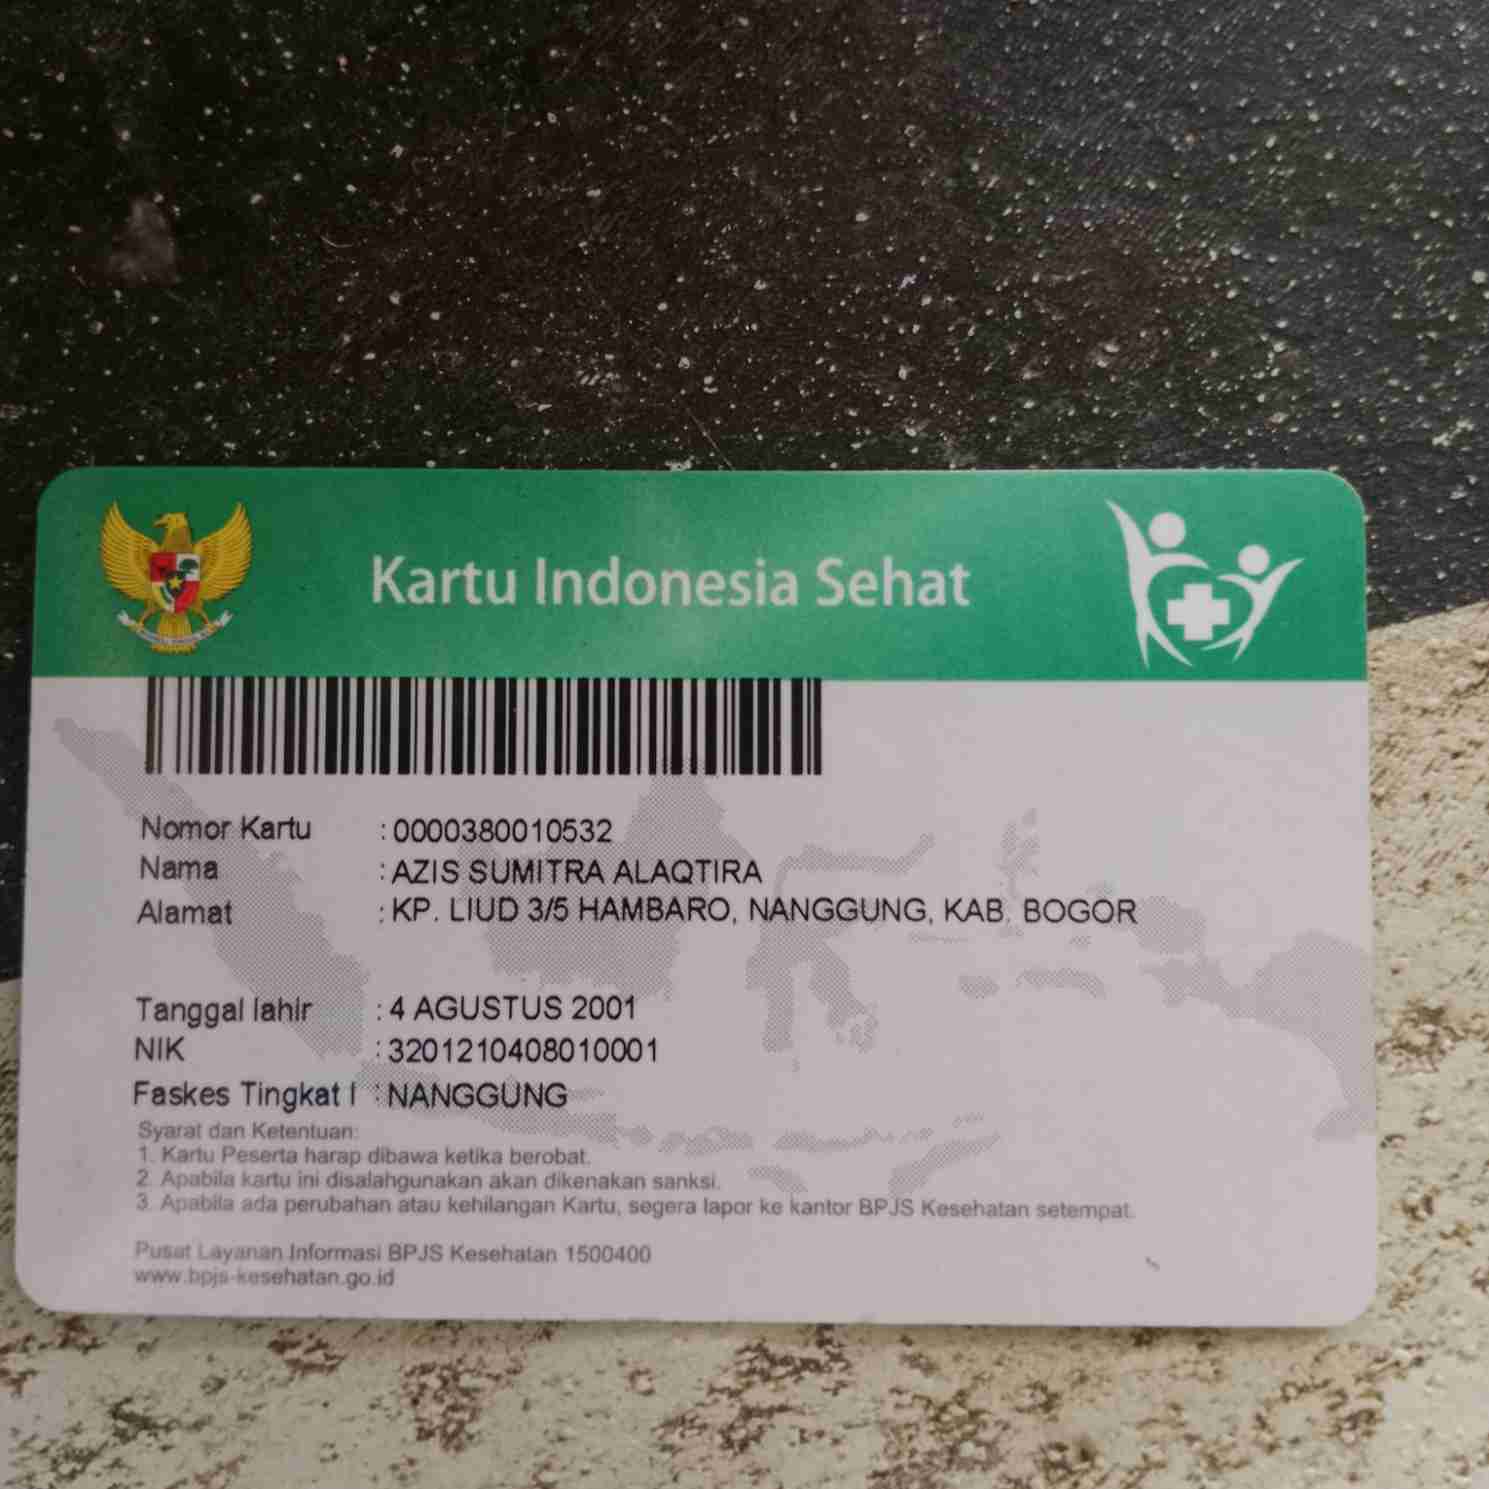 Kartu Indonesia Sehat
Nomor Kartu : 0000380010532
Nama : AZIS SUMITRA ALAQTIRA
Alamat : KP. LIUD 3/5 HAMBARO, NANGGUNG, KAB. BOGOR
Tanggal lahir : 4 AGUSTUS 2001
NIK : 3201210408010001
Faskes Tingkat I : NANGGUNG
Syarat dan Ketentuan:
1. Kartu Peserta harap dibawa ketika berobat.
2. Apabila kartu ini disalahgunakan akan dikenakan sanksi.
3. Apabila ada perubahan atau kehilangan Kartu, segera lapor ke kantor BPJS Kesehatan setempat.
Pusat Layanan Informasi BPJS Kesehatan 1500400
www.bpjs-kesehatan.go.id